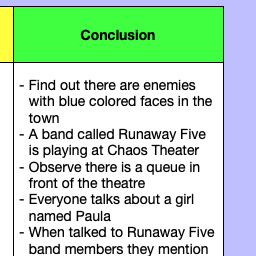 Conclusion
- Find out there are enemies
with blue colored faces in the
town
- A band called Runaway Five
is playing at Chaos Theater
- Observe there is a queue in
front of the theatre
- Everyone talks about a girl
named Paula
- When talked to Runaway Five
band members they mention